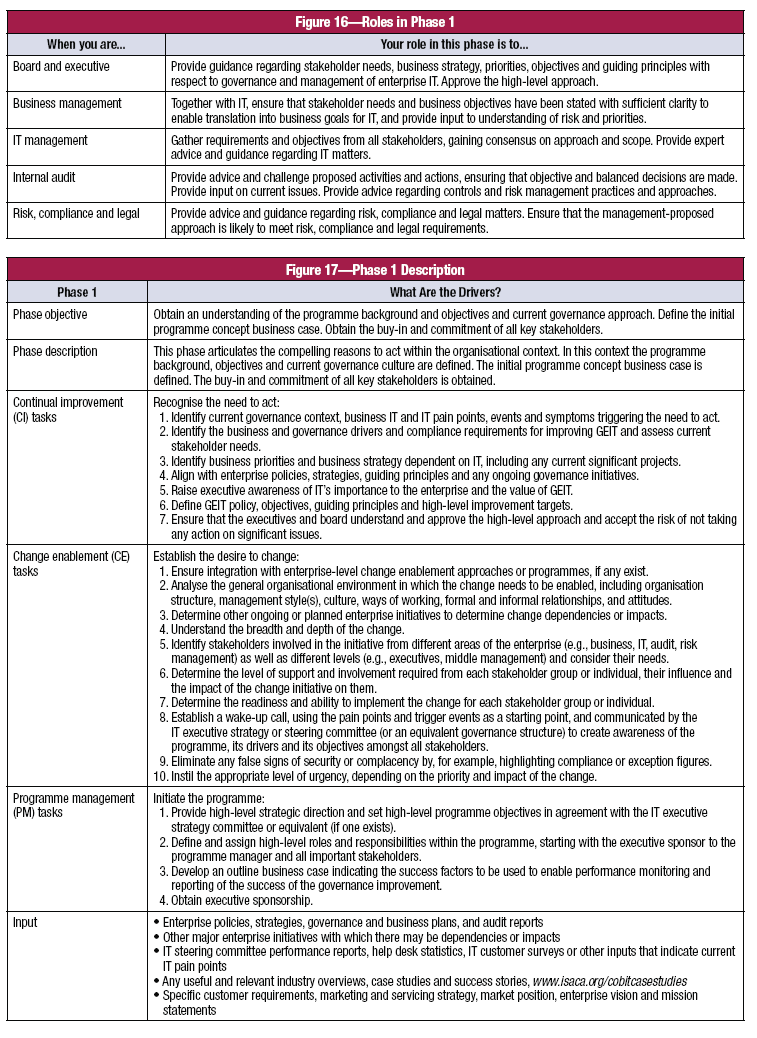 Figure 16—Roles in Phase 1
When you are... Your role in this phase is to...
Board and executive Provide guidance regarding stakeholder needs, business strategy, priorities, objectives and guiding principles with
respect to governance and management of enterprise IT. Approve the high-level approach.
Business management Together with IT, ensure that stakeholder needs and business objectives have been stated with sufficient clarity to
enable translation into business goals for IT, and provide input to understanding of risk and priorities.
IT management Gather requirements and objectives from all stakeholders, gaining consensus on approach and scope. Provide expert
advice and guidance regarding IT matters.
Internal audit Provide advice and challenge proposed activities and actions, ensuring that objective and balanced decisions are made.
Provide input on current issues. Provide advice regarding controls and risk management practices and approaches.
Risk, compliance and legal Provide advice and guidance regarding risk, compliance and legal matters. Ensure that the management-proposed
approach is likely to meet risk, compliance and legal requirements.
Figure 17—Phase 1 Description
Phase 1 What Are the Drivers?
Phase objective Obtain an understanding of the programme background and objectives and current governance approach. Define the initial
programme concept business case. Obtain the buy-in and commitment of all key stakeholders.
Phase description This phase articulates the compelling reasons to act within the organisational context. In this context the programme
background, objectives and current governance culture are defined. The initial programme concept business case is
defined. The buy-in and commitment of all key stakeholders is obtained.
Continual improvement Recognise the need to act:
(CI) tasks 1. Identify current governance context, business IT and IT pain points, events and symptoms triggering the need to act.
2. Identify the business and governance drivers and compliance requirements for improving GEIT and assess current
stakeholder needs.
3. Identify business priorities and business strategy dependent on IT, including any current significant projects.
4. Align with enterprise policies, strategies, guiding principles and any ongoing governance initiatives.
5. Raise executive awareness of IT's importance to the enterprise and the value of GEIT.
6. Define GEIT policy, objectives, guiding principles and high-level improvement targets.
7. Ensure that the executives and board understand and approve the high-level approach and accept the risk of not taking
any action on significant issues.
Change enablement (CE) Establish the desire to change:
tasks 1. Ensure integration with enterprise-level change enablement approaches or programmes, if any exist.
2. Analyse the general organisational environment in which the change needs to be enabled, including organisation
structure, management style(s), culture, ways of working, formal and informal relationships, and attitudes.
3. Determine other ongoing or planned enterprise initiatives to determine change dependencies or impacts.
4. Understand the breadth and depth of the change.
5. Identify stakeholders involved in the initiative from different areas of the enterprise (e.g., business, IT, audit, risk
management) as well as different levels (e.g., executives, middle management) and consider their needs.
6. Determine the level of support and involvement required from each stakeholder group or individual, their influence and
the impact of the change initiative on them.
7. Determine the readiness and ability to implement the change for each stakeholder group or individual.
8. Establish a wake-up call, using the pain points and trigger events as a starting point, and communicated by the
IT executive strategy or steering committee (or an equivalent governance structure) to create awareness of the
programme, its drivers and its objectives amongst all stakeholders.
9. Eliminate any false signs of security or complacency by, for example, highlighting compliance or exception figures.
10. Instil the appropriate level of urgency, depending on the priority and impact of the change.
Programme management Initiate the programme:
(PM) tasks 1. Provide high-level strategic direction and set high-level programme objectives in agreement with the IT executive
strategy committee or equivalent (if one exists).
2. Define and assign high-level roles and responsibilities within the programme, starting with the executive sponsor to the
programme manager and all important stakeholders.
3. Develop an outline business case indicating the success factors to be used to enable performance monitoring and
reporting of the success of the governance improvement.
4. Obtain executive sponsorship.
Input • Enterprise policies, strategies, governance and business plans, and audit reports
• Other major enterprise initiatives with which there may be dependencies or impacts
• IT steering committee performance reports, help desk statistics, IT customer surveys or other inputs that indicate current
IT pain points
• Any useful and relevant industry overviews, case studies and success stories, www.isaca.org/cobitcasestudies
• Specific customer requirements, marketing and servicing strategy, market position, enterprise vision and mission
statements